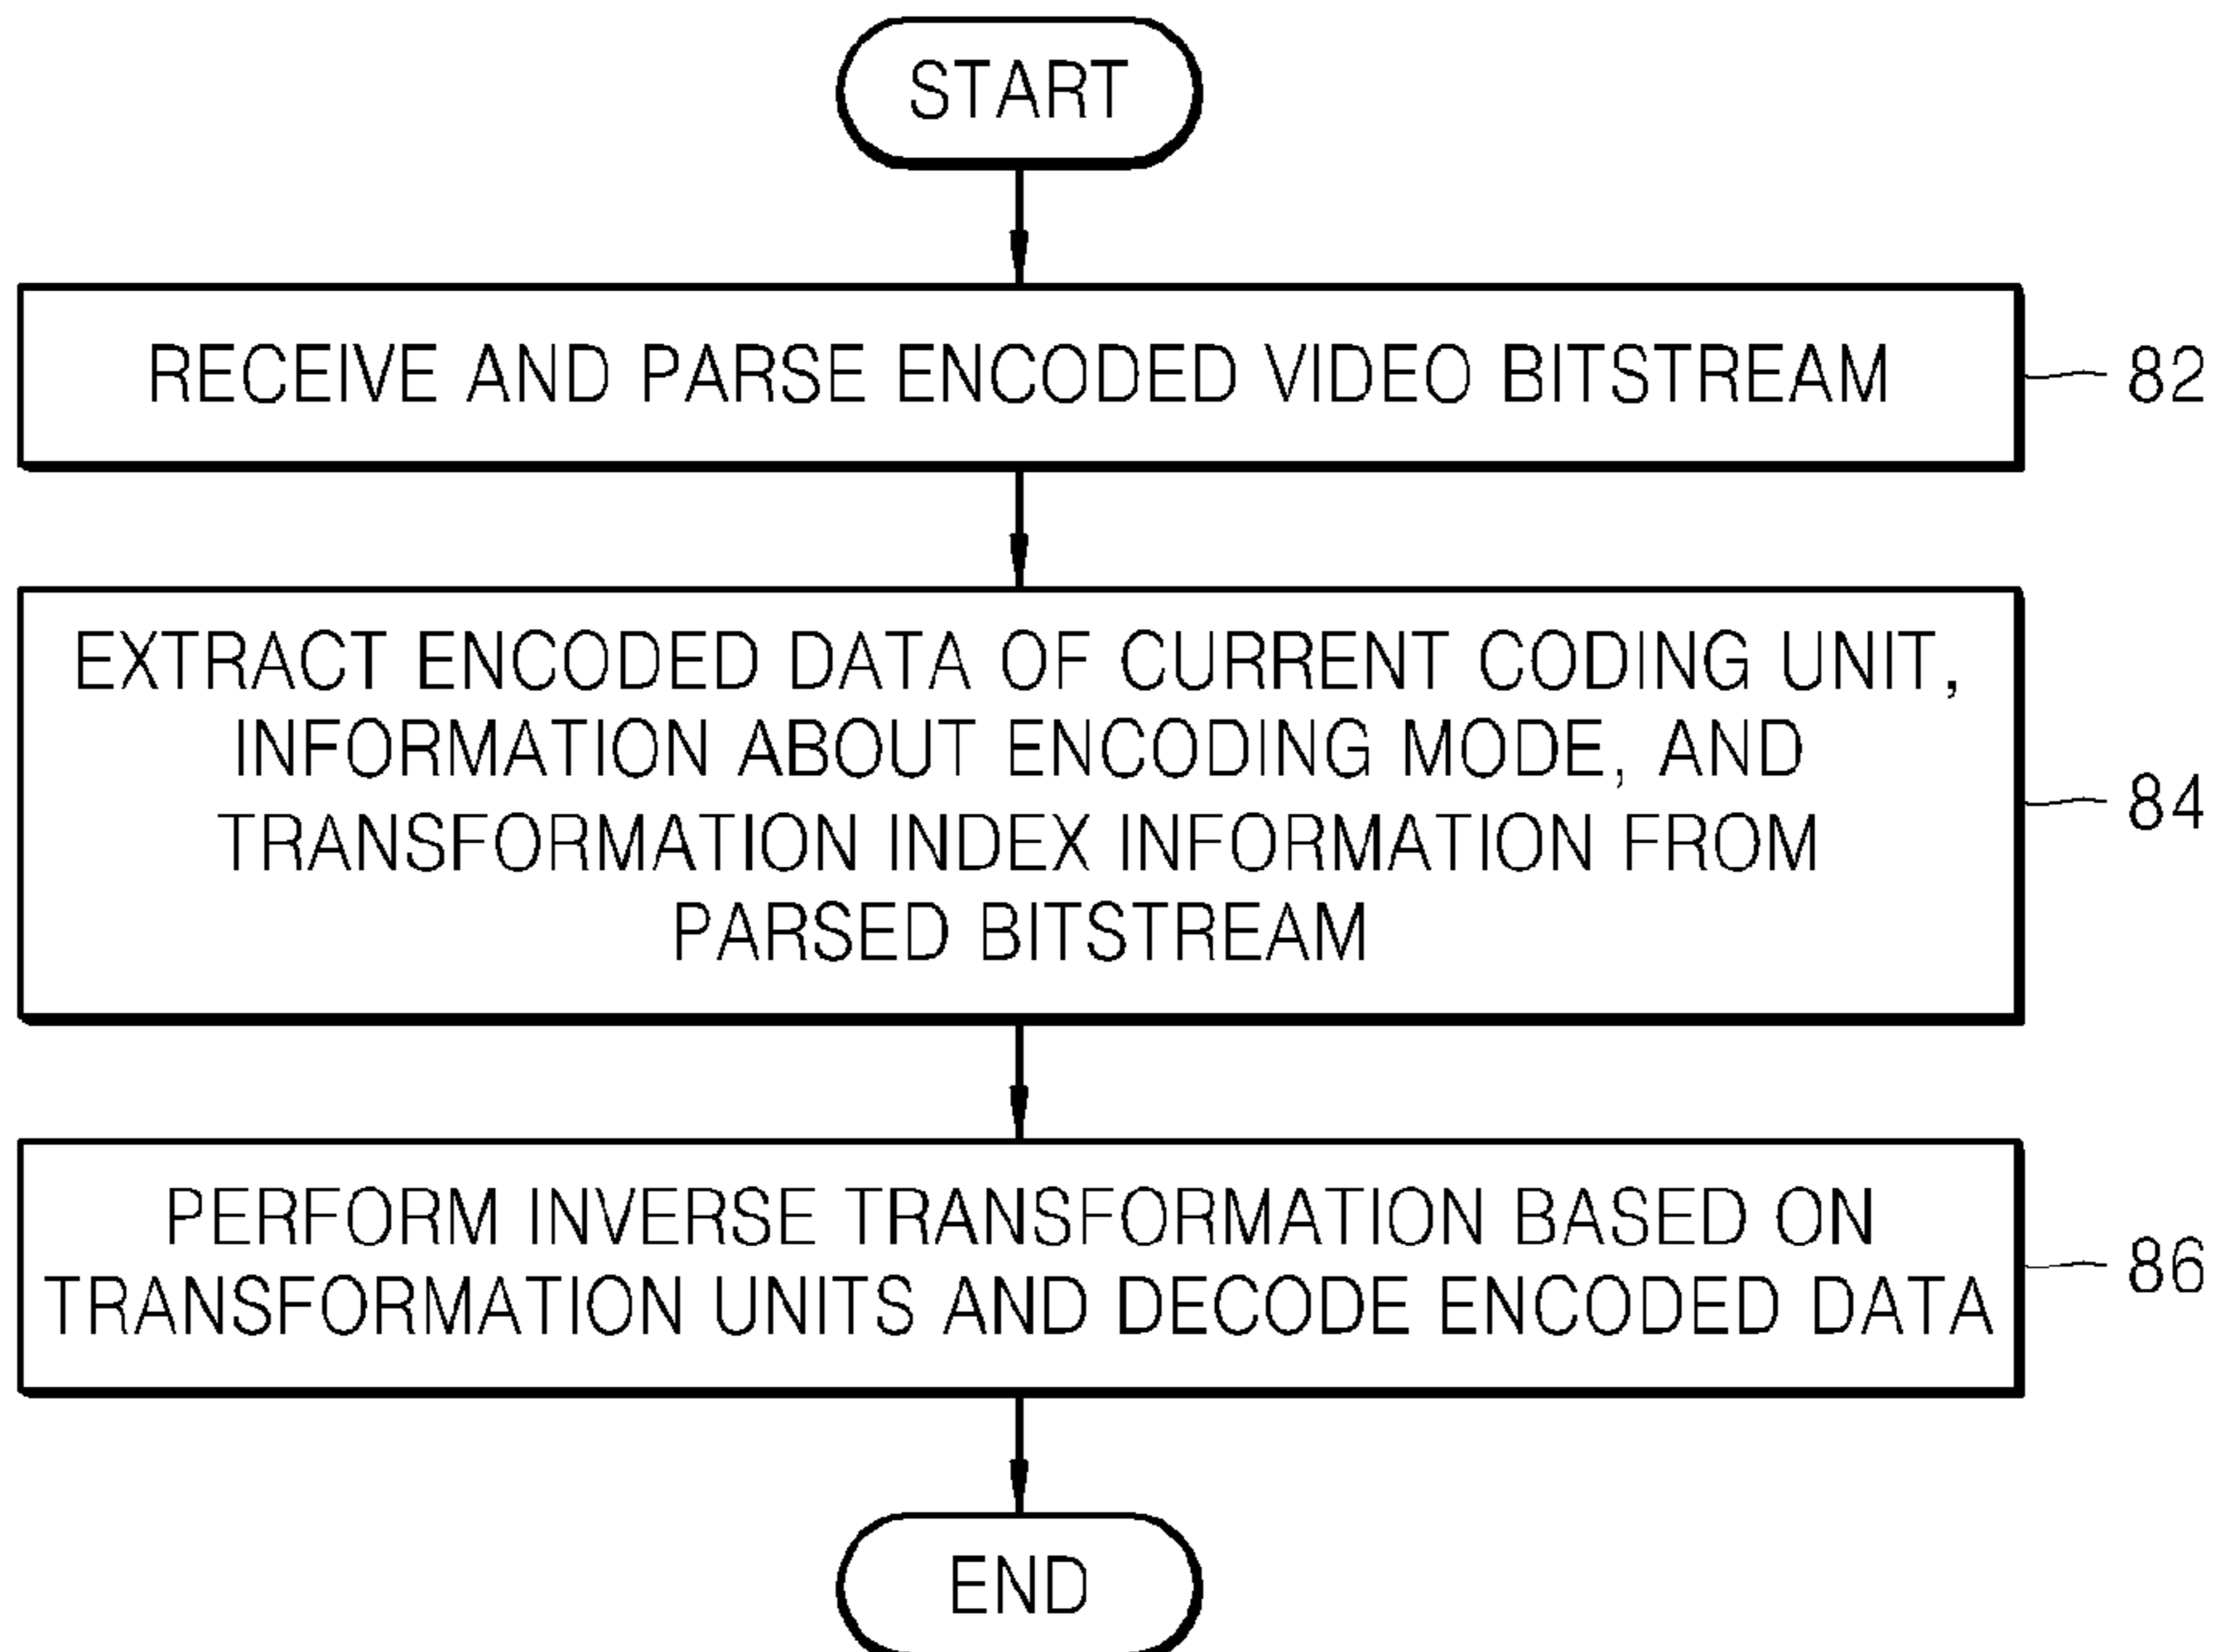 START
RECEIVE AND PARSE ENCODED VIDEO BITSTREAM
82
EXTRACT ENCODED DATA OF CURRENT CODING UNIT,
INFORMATION ABOUT ENCODING MODE, AND
TRANSFORMATION INDEX INFORMATION FROM
PARSED BITSTREAM
84
PERFORM INVERSE TRANSFORMATION BASED ON
TRANSFORMATION UNITS AND DECODE ENCODED DATA
86
END